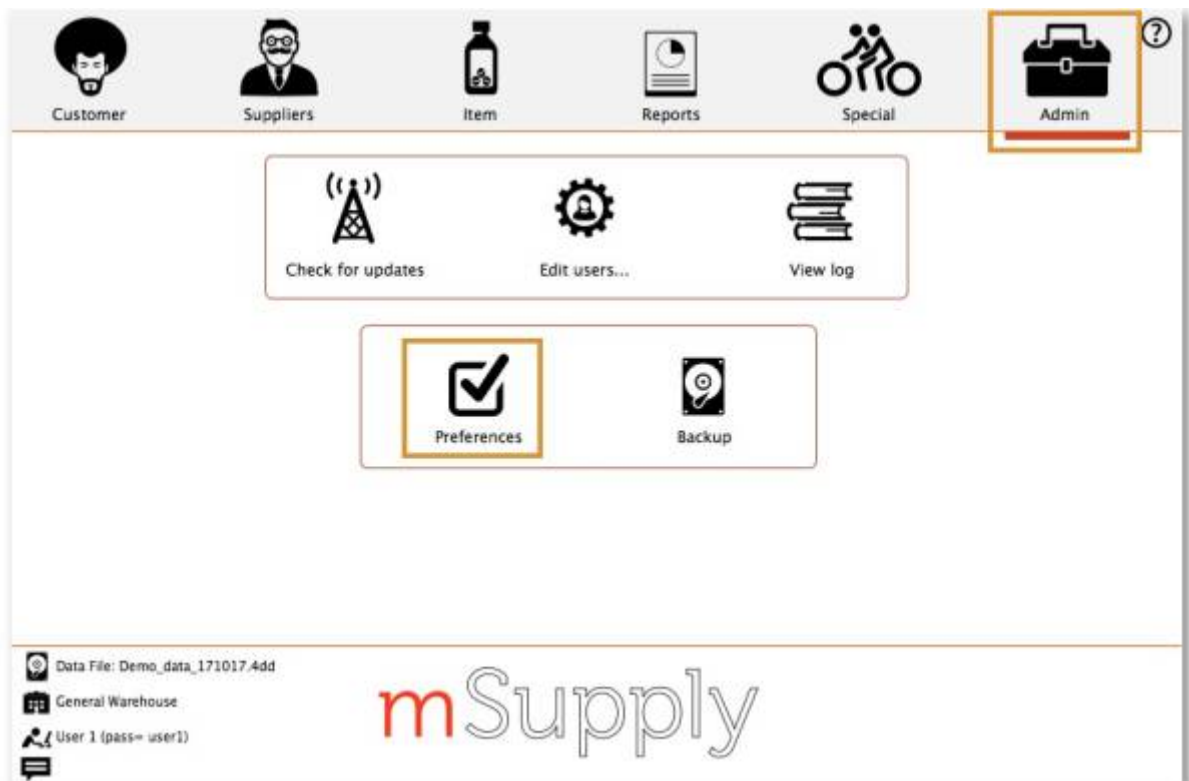 Customer
Suppliers
Item
Reports
Special
Admin
?
Check for updates
Edit users...
View log
Preferences
Backup
Data File: Demo_data_171017.4dd
General Warehouse
User 1 (pass= user1)
mSupply